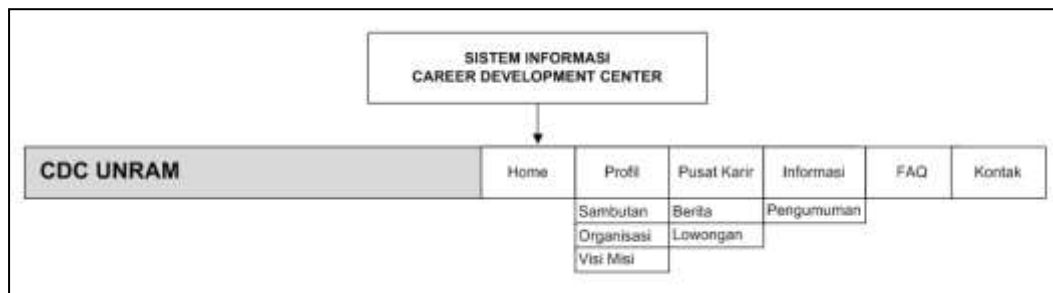 SISTEM INFORMASI
CAREER DEVELOPMENT CENTER
CDC UNRAM Home Profil Pusat Karir Informasi FAQ Kontak
Sambutan Berita Pengumuman
Organisasi Lowongan
Visi Misi